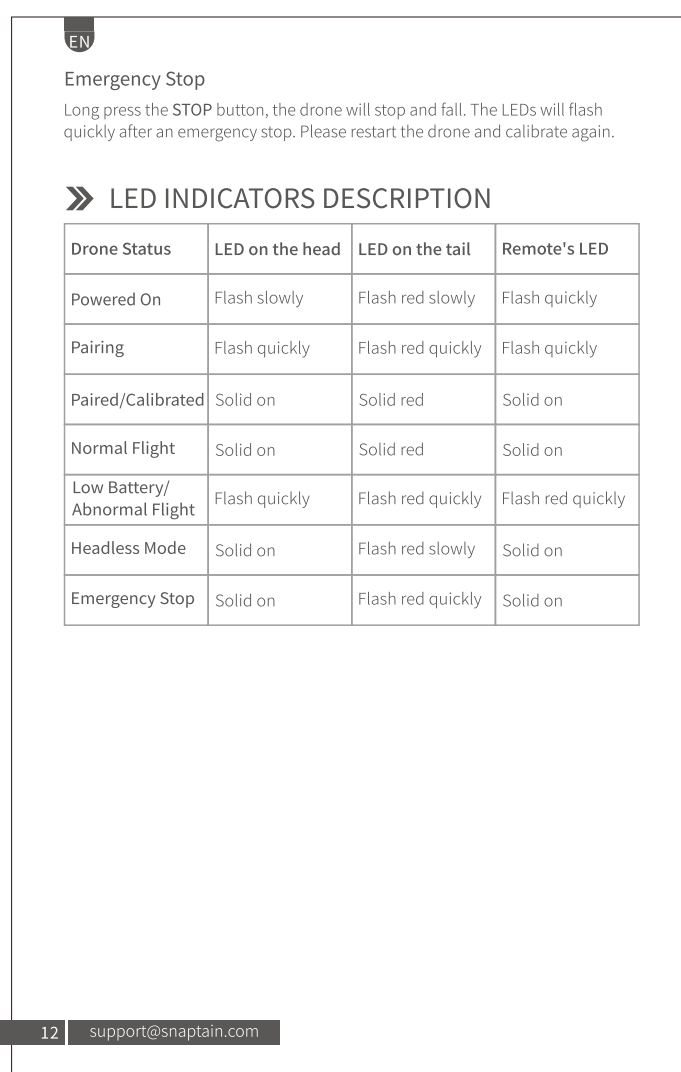 EN
Emergency Stop
Long press the STOP button, the drone will stop and fall. The LEDs will flash
quickly after an emergency stop. Please restart the drone and calibrate again.
LED INDICATORS DESCRIPTION
Drone Status LED on the head LED on the tail Remote's LED
Powered On Flash slowly Flash red slowly Flash quickly
Pairing Flash quickly Flash red quickly Flash quickly
Paired/Calibrated Solid on Solid red Solid on
Normal Flight Solid on Solid red Solid on
Low Battery/
Abnormal Flight Flash quickly Flash red quickly Flash red quickly
Headless Mode Solid on Flash red slowly Solid on
Emergency Stop Solid on Flash red quickly Solid on
12 support@snaptain.com